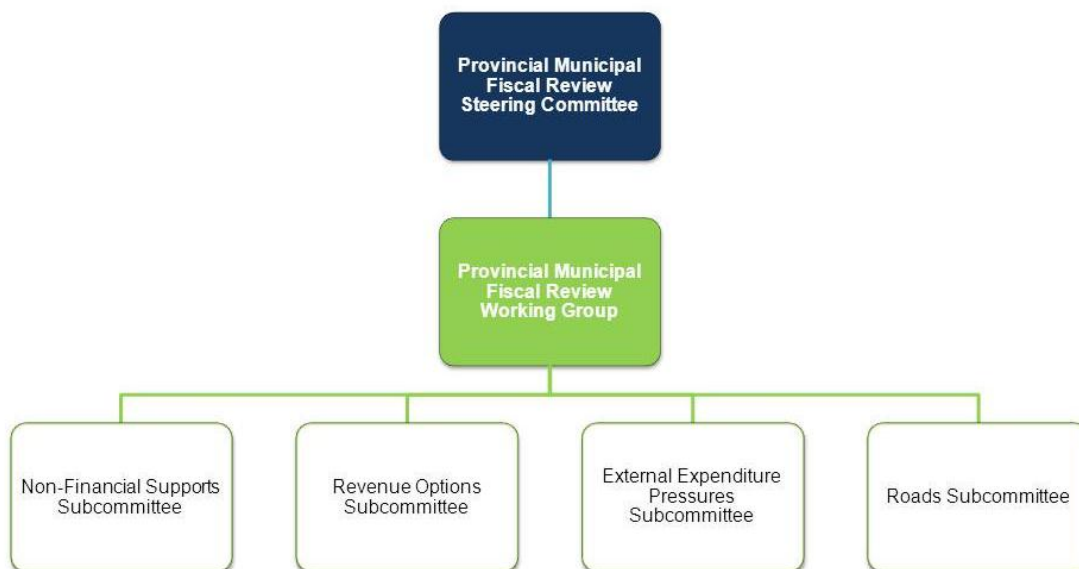 Provincial Municipal
Fiscal Review
Steering Committee
Provincial Municipal
Fiscal Review
Working Group
Non-Financial Supports
Subcommittee
Revenue Options
Subcommittee
External Expenditure
Pressures
Subcommittee
Roads Subcommittee